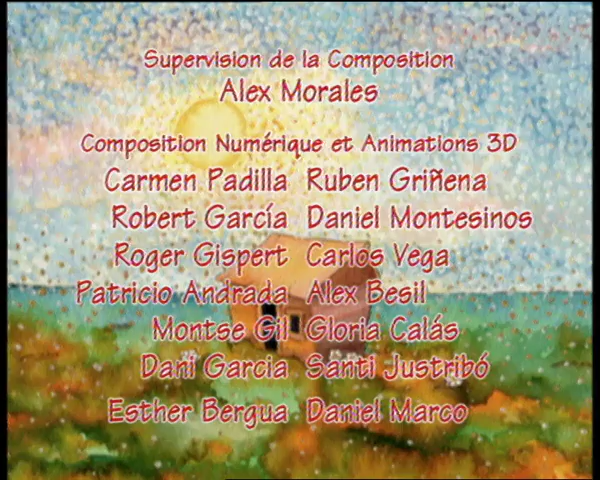 Supervision de la Composition
Alex Morales
Composition Numérique et Animations 3D
Carmen Padilla Ruben Griñena
Robert García Daniel Montesinos
Roger Gispert Carlos Vega
Patricio Andrada Alex Besil
Montse Gil Gloria Calás
Dani Garcia Santi Justribó
Esther Bergua Daniel Marco